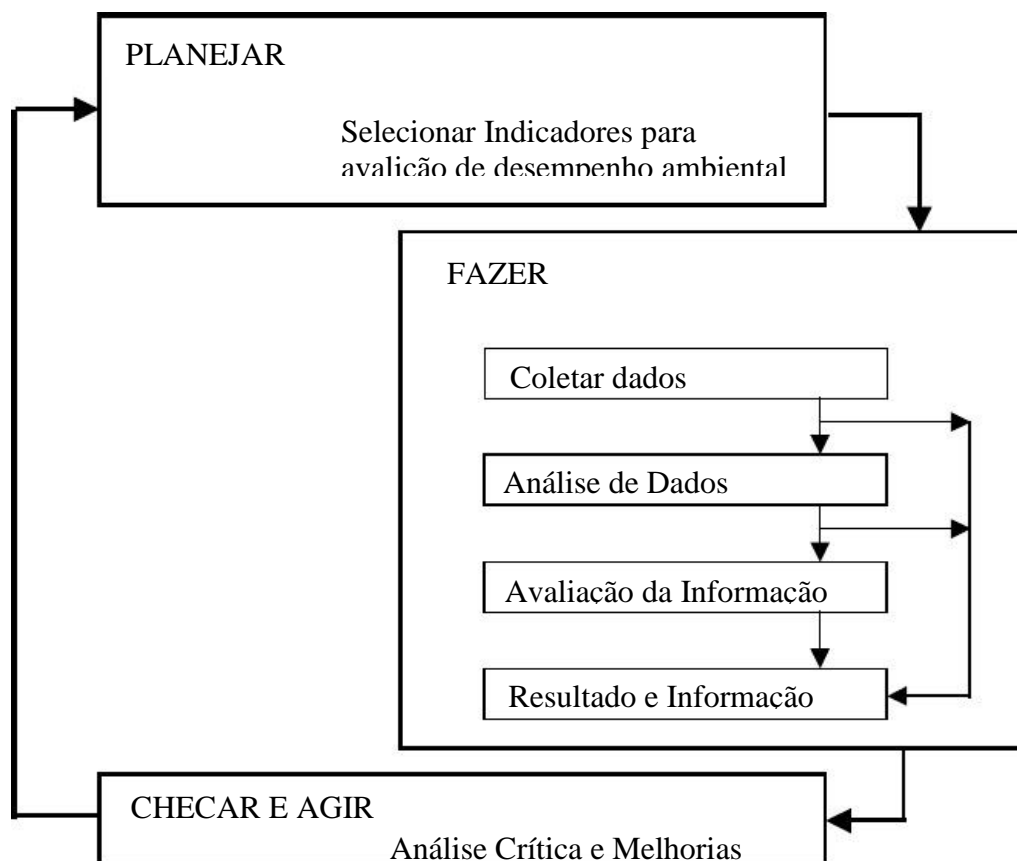 PLANEJAR
Selecionar Indicadores para
avalição de desempenho ambiental
FAZER
Coletar dados
Análise de Dados
Avaliação da Informação
Resultado e Informação
CHECAR E AGIR
Análise Crítica e Melhorias